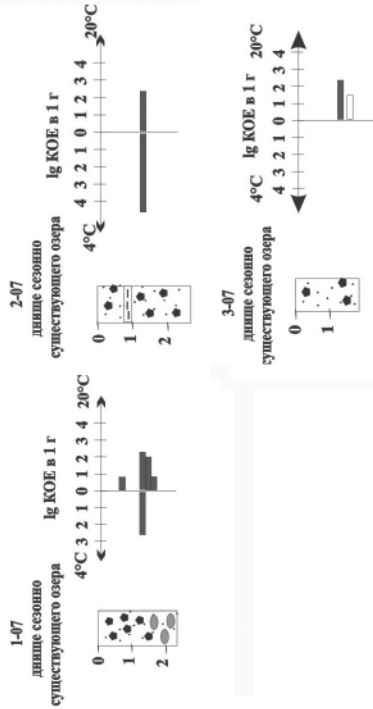 1-07
днище сезонно
существующего озера
lg КОЕ в 1 г
4°C 20°C
3 2 1 0 1 2 3 4
0
1
2
2-07
днище сезонно
существующего озера
lg КОЕ в 1 г
4°C 20°C
4 3 2 1 0 1 2 3 4
0
1
2
3-07
днище сезонно
существующего озера
lg КОЕ в 1 г
4°C 20°C
4 3 2 1 0 1 2 3 4
0
1